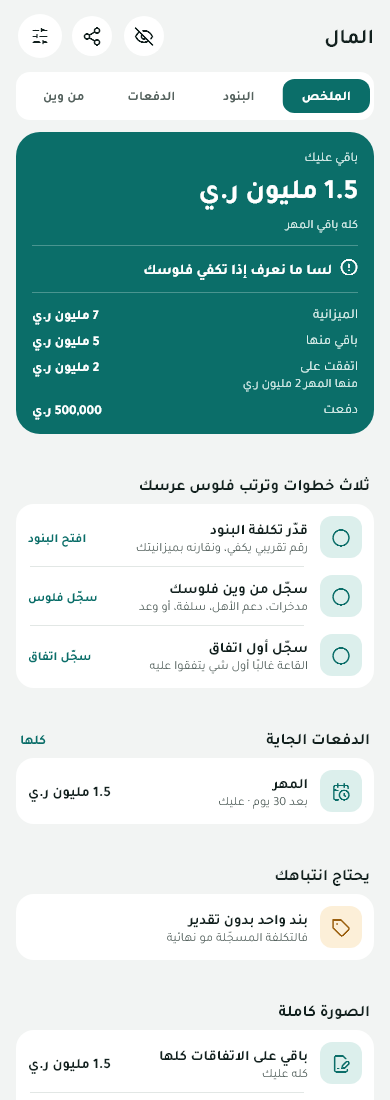 المال
الملخص
البنود
الدفعات
من وين
باقي عليك
1.5 مليون ر.ي
كله باقي المهر
لسا ما نعرف إذا تكفي فلوسك
الميزانية 7 مليون ر.ي
باقي منها 5 مليون ر.ي
اتفقت على 2 مليون ر.ي
منها المهر 2 مليون ر.ي
دفعت 500,000 ر.ي
ثلاث خطوات وترتب فلوس عرسك
قدّر تكلفة البنود
رقم تقريبي يكفي، ونقارنه بميزانيتك
افتح البنود
سجّل من وين فلوسك
مدخرات، دعم الأهل، سلفة، أو وعد
سجّل فلوس
سجّل أول اتفاق
القاعة غالبًا أول شي يتفقوا عليه
سجّل اتفاق
الدفعات الجاية
كلها
المهر
بعد 30 يوم · عليك
1.5 مليون ر.ي
يحتاج انتباهك
بند واحد بدون تقدير
فالتكلفة المسجّلة مو نهائية
الصورة كاملة
باقي على الاتفاقات كلها
كله عليك
1.5 مليون ر.ي